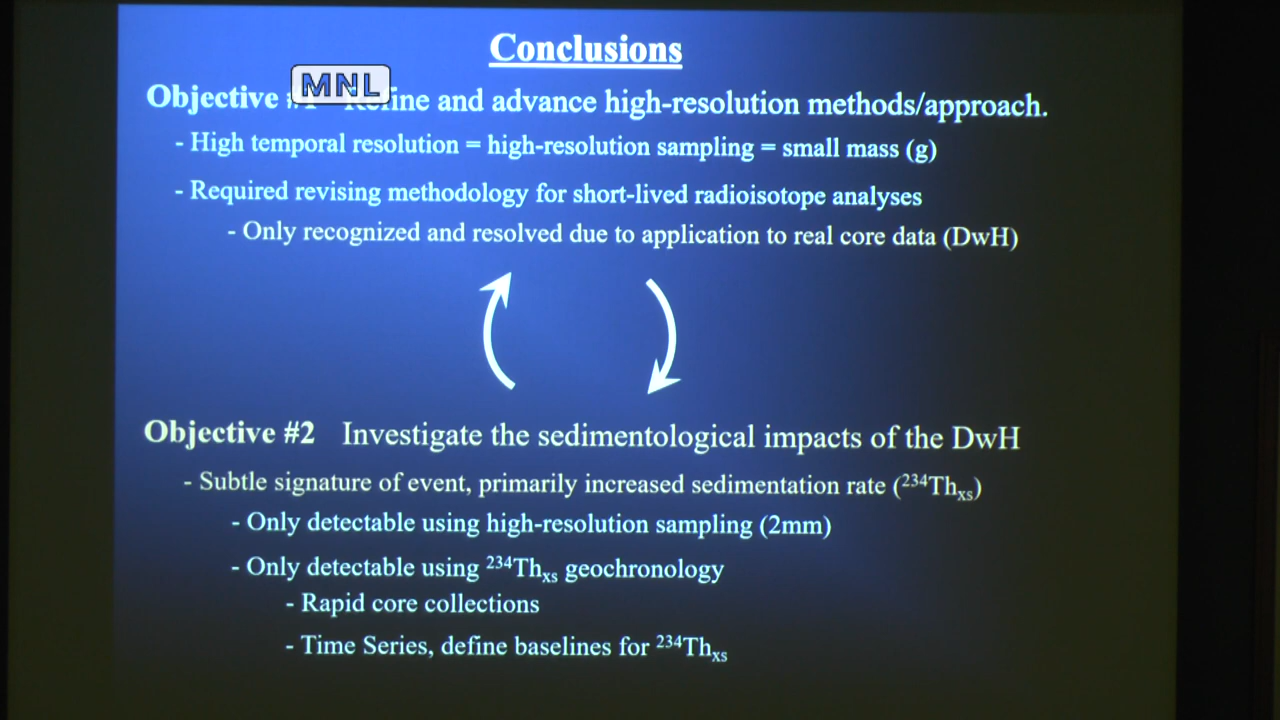 Conclusions
MNL
Objective and advance high-resolution methods/approach.
- High temporal resolution = high-resolution sampling = small mass (g)
- Required revising methodology for short-lived radioisotope analyses
- Only recognized and resolved due to application to real core data (DwH)
Objective #2 Investigate the sedimentological impacts of the DwH
- Subtle signature of event, primarily increased sedimentation rate (²³⁴Thxs)
- Only detectable using high-resolution sampling (2mm)
- Only detectable using ²³⁴Thxs geochronology
- Rapid core collections
- Time Series, define baselines for ²³⁴Thxs